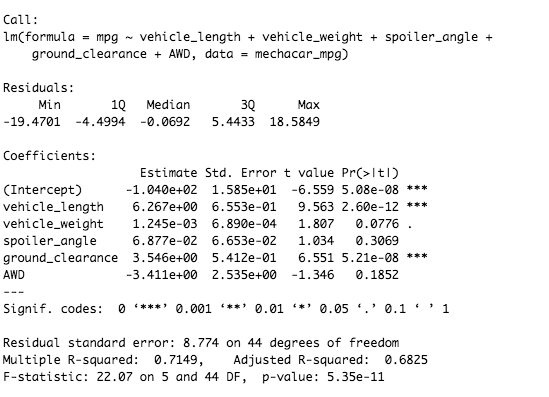 Call:
lm(formula = mpg ~ vehicle_length + vehicle_weight + spoiler_angle +
    ground_clearance + AWD, data = mechacar_mpg)

Residuals:
     Min       1Q   Median       3Q      Max
-19.4701  -4.4994  -0.0692   5.4433  18.5849

Coefficients:
                   Estimate Std. Error t value Pr(>|t|)
(Intercept)      -1.040e+02  1.585e+01  -6.559 5.08e-08 ***
vehicle_length    6.267e+00  6.553e-01   9.563 2.60e-12 ***
vehicle_weight    1.245e-03  6.890e-04   1.807   0.0776 .
spoiler_angle     6.877e-02  6.653e-02   1.034   0.3069
ground_clearance  3.546e+00  5.412e-01   6.551 5.21e-08 ***
AWD              -3.411e+00  2.535e+00  -1.346   0.1852
---
Signif. codes:  0 ‘***’ 0.001 ‘**’ 0.01 ‘*’ 0.05 ‘.’ 0.1 ‘ ’ 1

Residual standard error: 8.774 on 44 degrees of freedom
Multiple R-squared:  0.7149,    Adjusted R-squared:  0.6825
F-statistic: 22.07 on 5 and 44 DF,  p-value: 5.35e-11